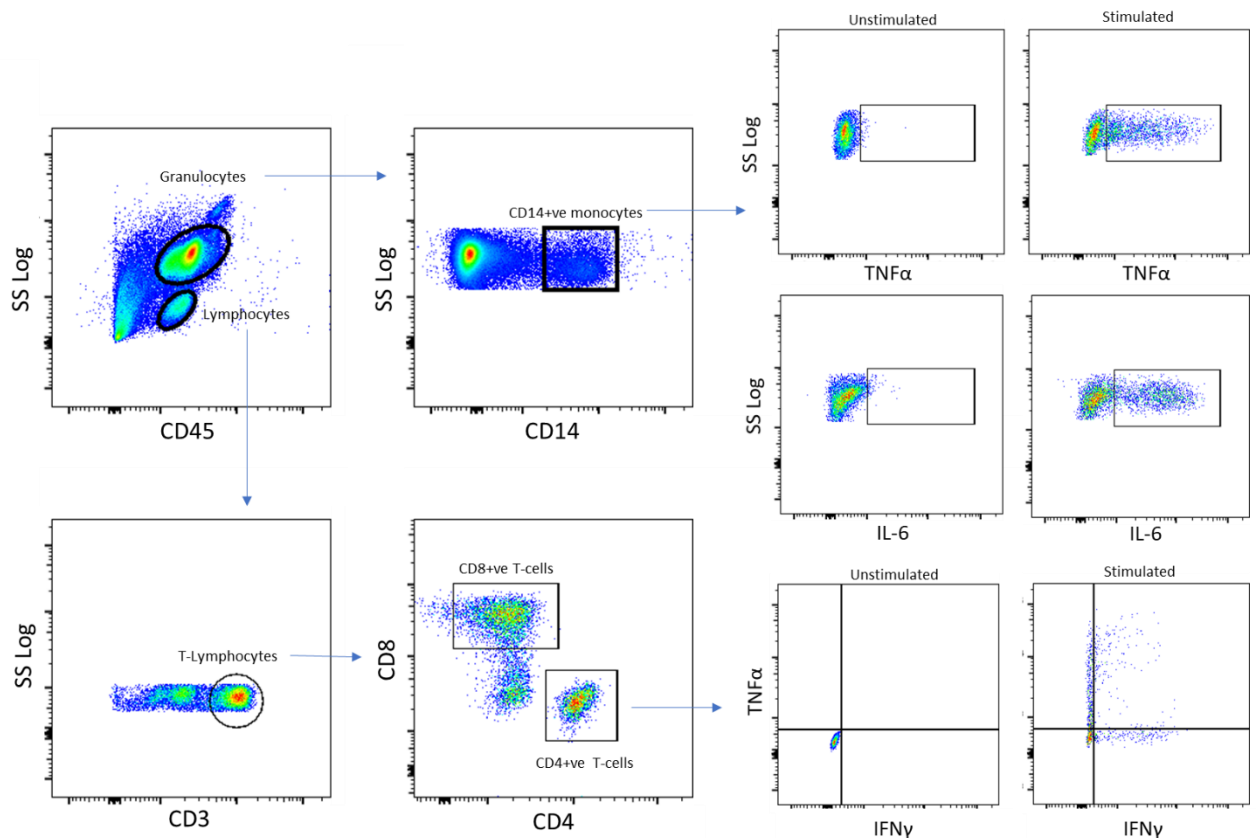 Unstimulated
Stimulated
SS Log
TNFα
SS Log
TNFα
Granulocytes
Lymphocytes
SS Log
CD45
CD14+ve monocytes
SS Log
CD14
SS Log
IL-6
SS Log
IL-6
T-Lymphocytes
SS Log
CD3
CD8+ve T-cells
CD8
CD4+ve T-cells
CD4
Unstimulated
Stimulated
TNFα
IFNγ
IFNγ